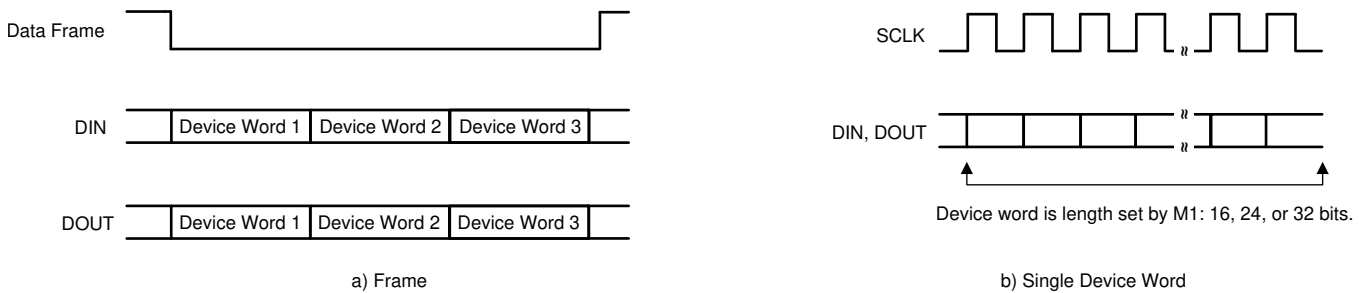 Data Frame
DIN
Device Word 1 Device Word 2 Device Word 3
DOUT
Device Word 1 Device Word 2 Device Word 3
a) Frame
SCLK
≈
DIN, DOUT
≈
≈
Device word is length set by M1: 16, 24, or 32 bits.
b) Single Device Word